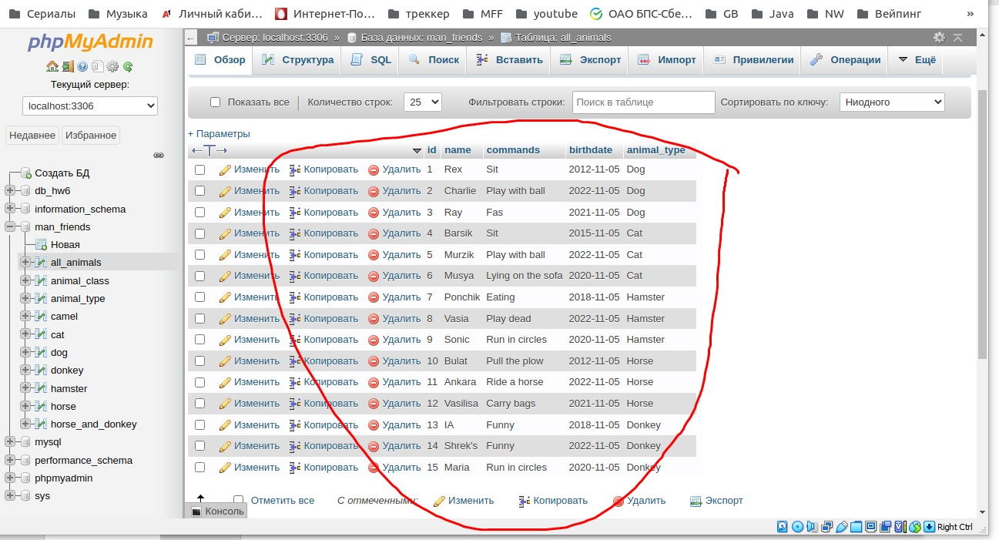 Сериалы Музыка Личный каби… Интернет-По… треккер MFF youtube ОАО БПС-Сбе… GB Java NW Вейпинг »
phpMyAdmin
Текущий сервер:
localhost:3306
Недавнее Избранное
Создать БД
db_hw6
information_schema
man_friends
Новая
all_animals
animal_class
animal_type
camel
cat
dog
donkey
hamster
horse
horse_and_donkey
mysql
performance_schema
phpmyadmin
sys
Сервер: localhost:3306 » База данных: man_friends » Таблица: all_animals
Обзор Структура SQL Поиск Вставить Экспорт Импорт Привилегии Операции Ещё
Показать все Количество строк: 25 Фильтровать строки: Поиск в таблице Сортировать по ключу: Ниодного
+ Параметры
←T→ id name commands birthdate animal_type
Изменить Копировать Удалить 1 Rex Sit 2012-11-05 Dog
Изменить Копировать Удалить 2 Charlie Play with ball 2022-11-05 Dog
Изменить Копировать Удалить 3 Ray Fas 2021-11-05 Dog
Изменить Копировать Удалить 4 Barsik Sit 2015-11-05 Cat
Изменить Копировать Удалить 5 Murzik Play with ball 2022-11-05 Cat
Изменить Копировать Удалить 6 Musya Lying on the sofa 2020-11-05 Cat
Изменить Копировать Удалить 7 Ponchik Eating 2018-11-05 Hamster
Изменить Копировать Удалить 8 Vasia Play dead 2022-11-05 Hamster
Изменить Копировать Удалить 9 Sonic Run in circles 2020-11-05 Hamster
Изменить Копировать Удалить 10 Bulat Pull the plow 2012-11-05 Horse
Изменить Копировать Удалить 11 Ankara Ride a horse 2022-11-05 Horse
Изменить Копировать Удалить 12 Vasilisa Carry bags 2021-11-05 Horse
Изменить Копировать Удалить 13 IA Funny 2018-11-05 Donkey
Изменить Копировать Удалить 14 Shrek's Funny 2022-11-05 Donkey
Изменить Копировать Удалить 15 Maria Run in circles 2020-11-05 Donkey
Отметить все С отмеченными: Изменить Копировать Удалить Экспорт
Консоль
Right Ctrl